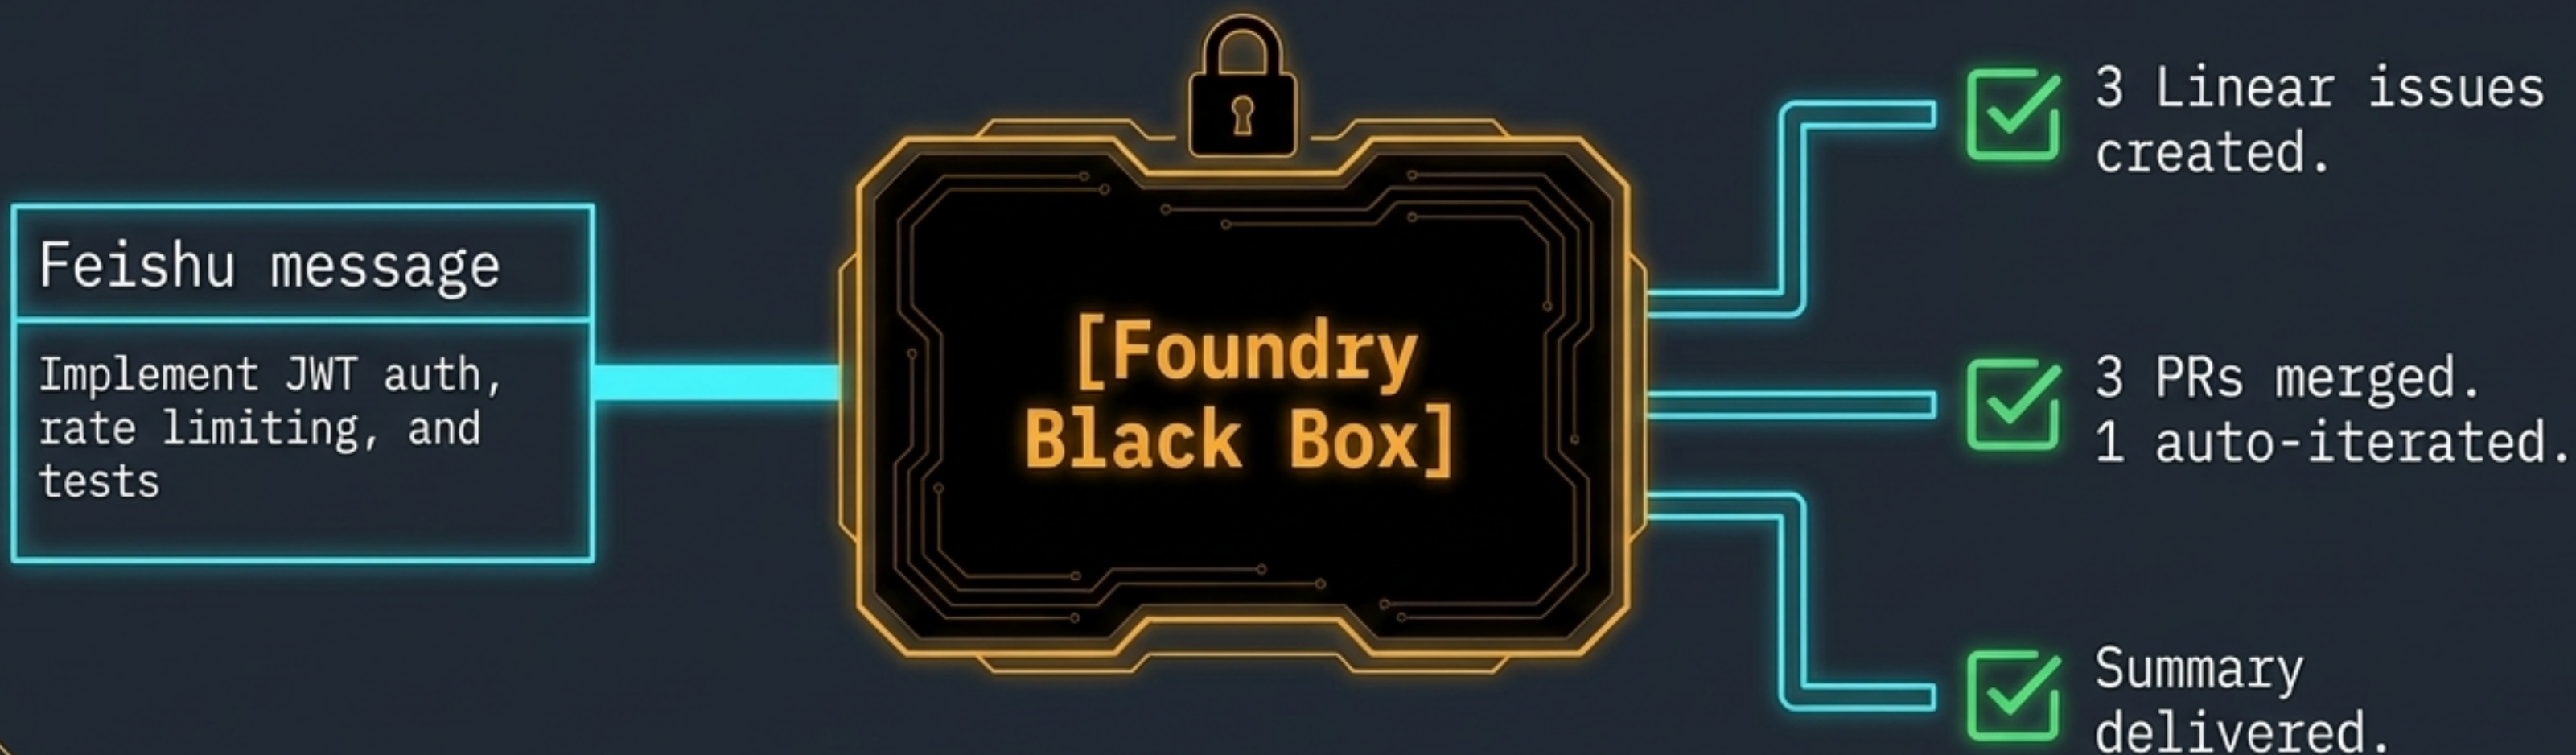 Feishu message
Implement JWT auth,
rate limiting, and
tests
[Foundry
Black Box]
3 Linear issues
created.
3 PRs merged.
1 auto-iterated.
Summary
delivered.